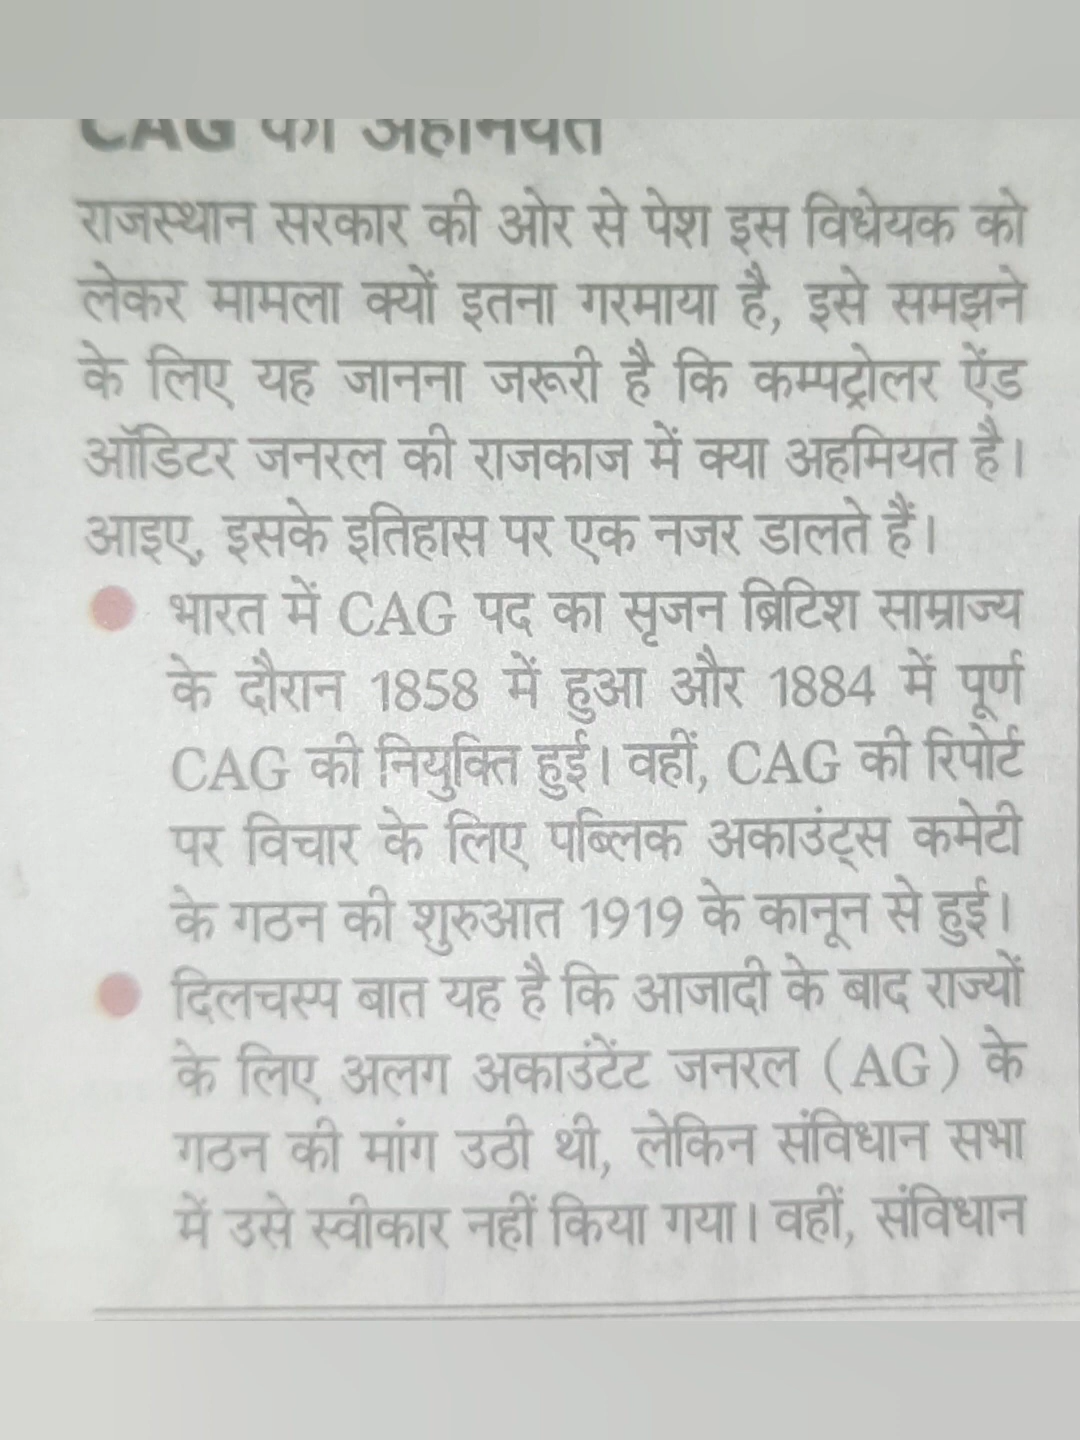 CAG की अहमियत
राजस्थान सरकार की ओर से पेश इस विधेयक को
लेकर मामला क्यों इतना गरमाया है, इसे समझने
के लिए यह जानना जरूरी है कि कम्पट्रोलर ऐंड
ऑडिटर जनरल की राजकाज में क्या अहमियत है।
आइए, इसके इतिहास पर एक नजर डालते हैं।
भारत में CAG पद का सृजन ब्रिटिश साम्राज्य
के दौरान 1858 में हुआ और 1884 में पूर्ण
CAG की नियुक्ति हुई। वहीं, CAG की रिपोर्ट
पर विचार के लिए पब्लिक अकाउंट्स कमेटी
के गठन की शुरुआत 1919 के कानून से हुई।
दिलचस्प बात यह है कि आजादी के बाद राज्यों
के लिए अलग अकाउंटेंट जनरल (AG) के
गठन की मांग उठी थी, लेकिन संविधान सभा
में उसे स्वीकार नहीं किया गया। वहीं, संविधान